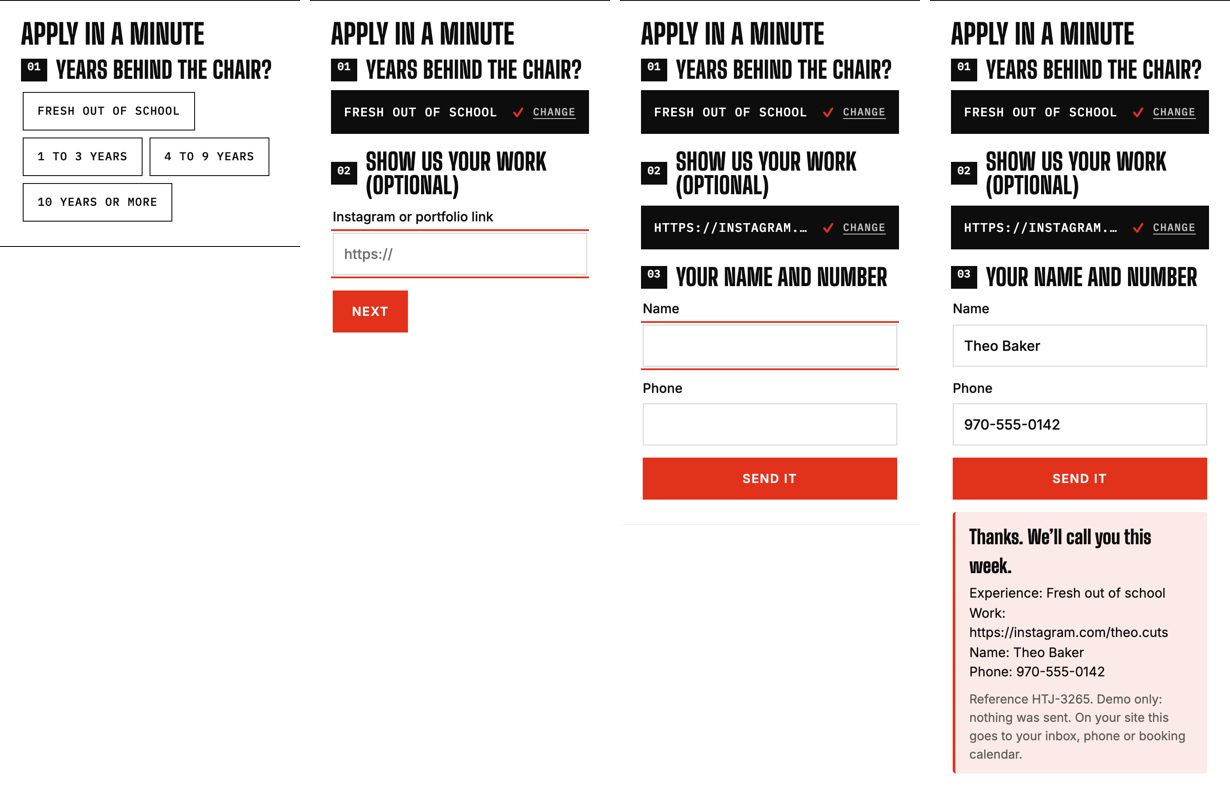 APPLY IN A MINUTE
01 YEARS BEHIND THE CHAIR?
FRESH OUT OF SCHOOL
1 TO 3 YEARS 4 TO 9 YEARS
10 YEARS OR MORE
APPLY IN A MINUTE
01 YEARS BEHIND THE CHAIR?
FRESH OUT OF SCHOOL ✓ CHANGE
02 SHOW US YOUR WORK
(OPTIONAL)
Instagram or portfolio link
https://
NEXT
APPLY IN A MINUTE
01 YEARS BEHIND THE CHAIR?
FRESH OUT OF SCHOOL ✓ CHANGE
02 SHOW US YOUR WORK
(OPTIONAL)
HTTPS://INSTAGRAM.… ✓ CHANGE
03 YOUR NAME AND NUMBER
Name
Phone
SEND IT
APPLY IN A MINUTE
01 YEARS BEHIND THE CHAIR?
FRESH OUT OF SCHOOL ✓ CHANGE
02 SHOW US YOUR WORK
(OPTIONAL)
HTTPS://INSTAGRAM.… ✓ CHANGE
03 YOUR NAME AND NUMBER
Name
Theo Baker
Phone
970-555-0142
SEND IT
Thanks. We’ll call you this
week.
Experience: Fresh out of school
Work:
https://instagram.com/theo.cuts
Name: Theo Baker
Phone: 970-555-0142
Reference HTJ-3265. Demo only:
nothing was sent. On your site this
goes to your inbox, phone or booking
calendar.